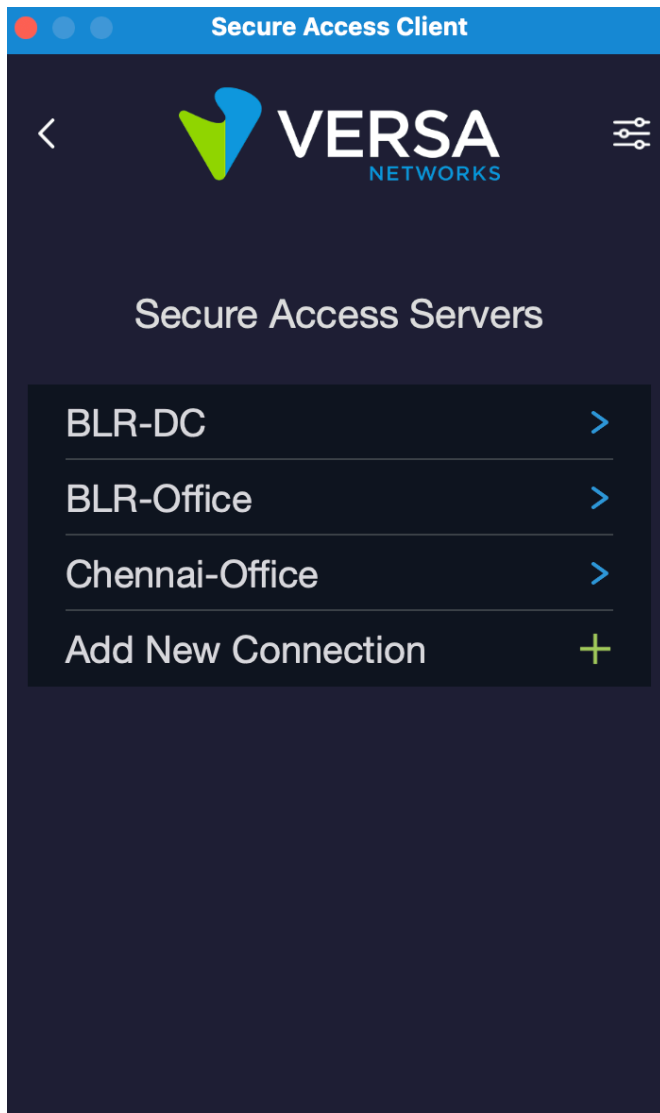 Secure Access Client
VERSA
NETWORKS
Secure Access Servers
BLR-DC
BLR-Office
Chennai-Office
Add New Connection